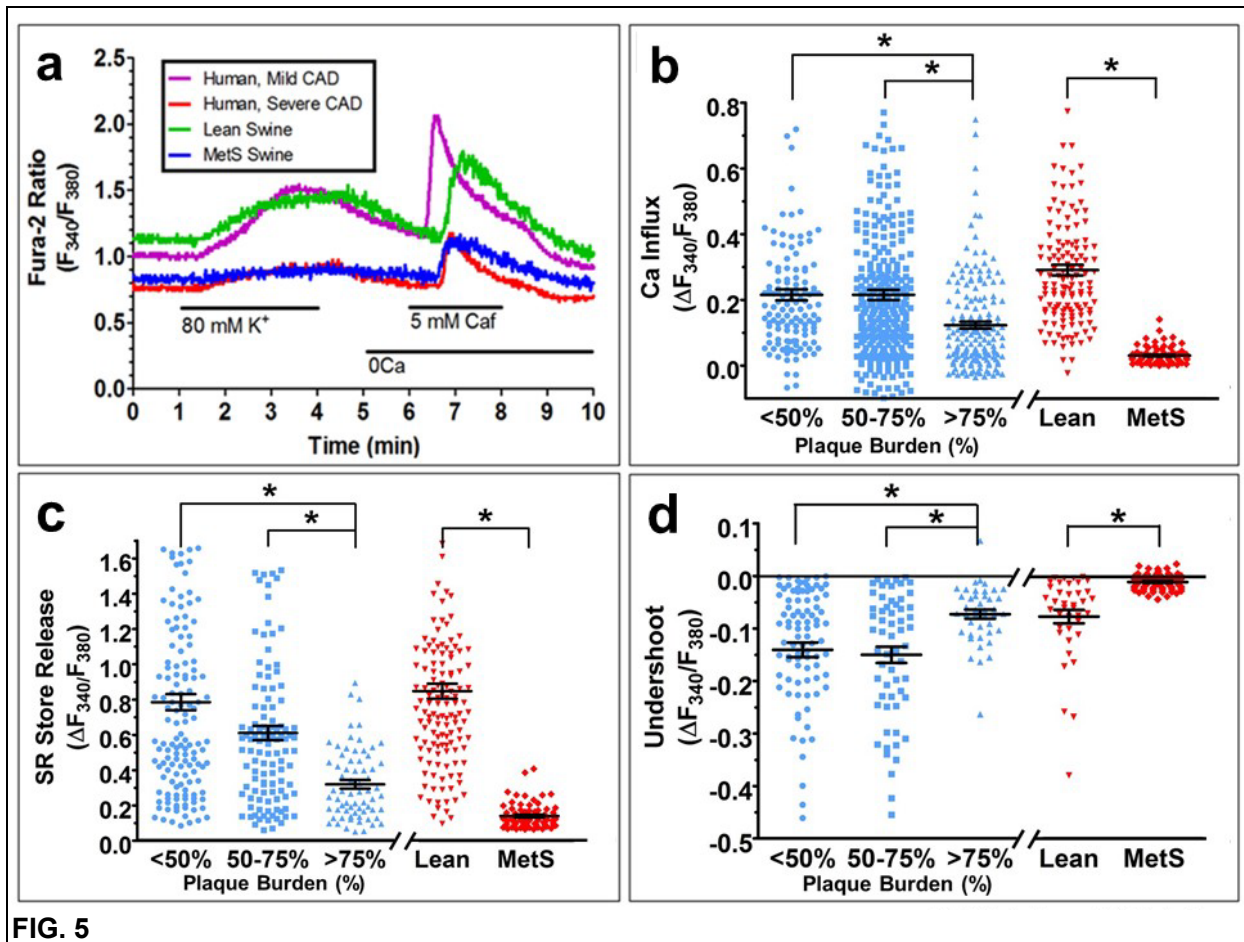 a
Human, Mild CAD
Human, Severe CAD
Lean Swine
MetS Swine
Fura-2 Ratio
(F340/F380)
2.5
2.0
1.5
1.0
0.5
0.0
80 mM K+
5 mM Caf
0Ca
0 1 2 3 4 5 6 7 8 9 10
Time (min)
b
* * *
Ca Influx
(ΔF340/F380)
0.8
0.6
0.4
0.2
0.0
<50% 50-75% >75% Lean MetS
Plaque Burden (%)
c
* * *
SR Store Release
(ΔF340/F380)
1.6
1.4
1.2
1.0
0.8
0.6
0.4
0.2
0.0
<50% 50-75% >75% Lean MetS
Plaque Burden (%)
d
* * *
Undershoot
(ΔF340/F380)
0.1
0.0
-0.1
-0.2
-0.3
-0.4
-0.5
<50% 50-75% >75% Lean MetS
Plaque Burden (%)
FIG. 5